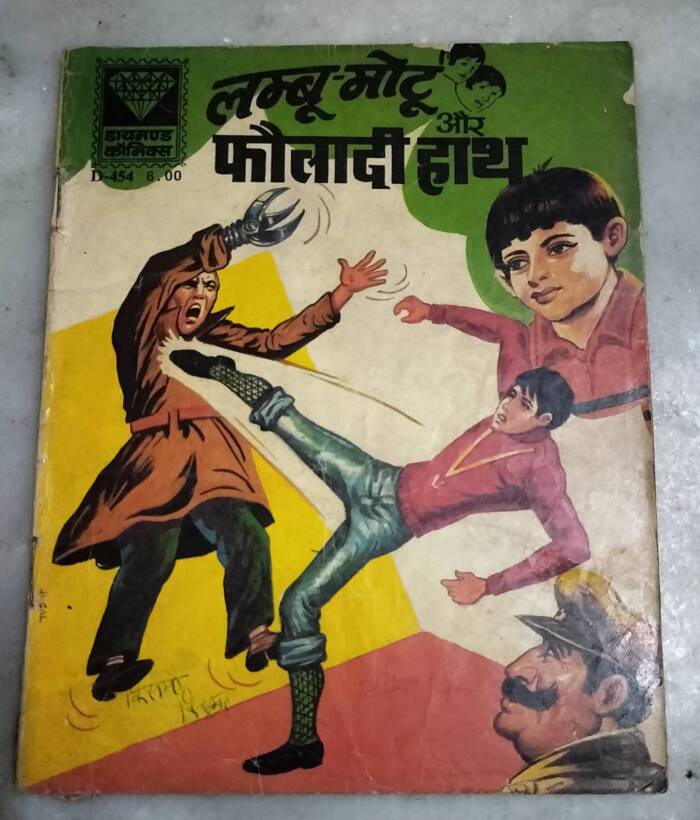 डायमण्ड
कॉमिक्स
D-454 6.00
लम्बू-मोटू
और
फौलादी हाथ